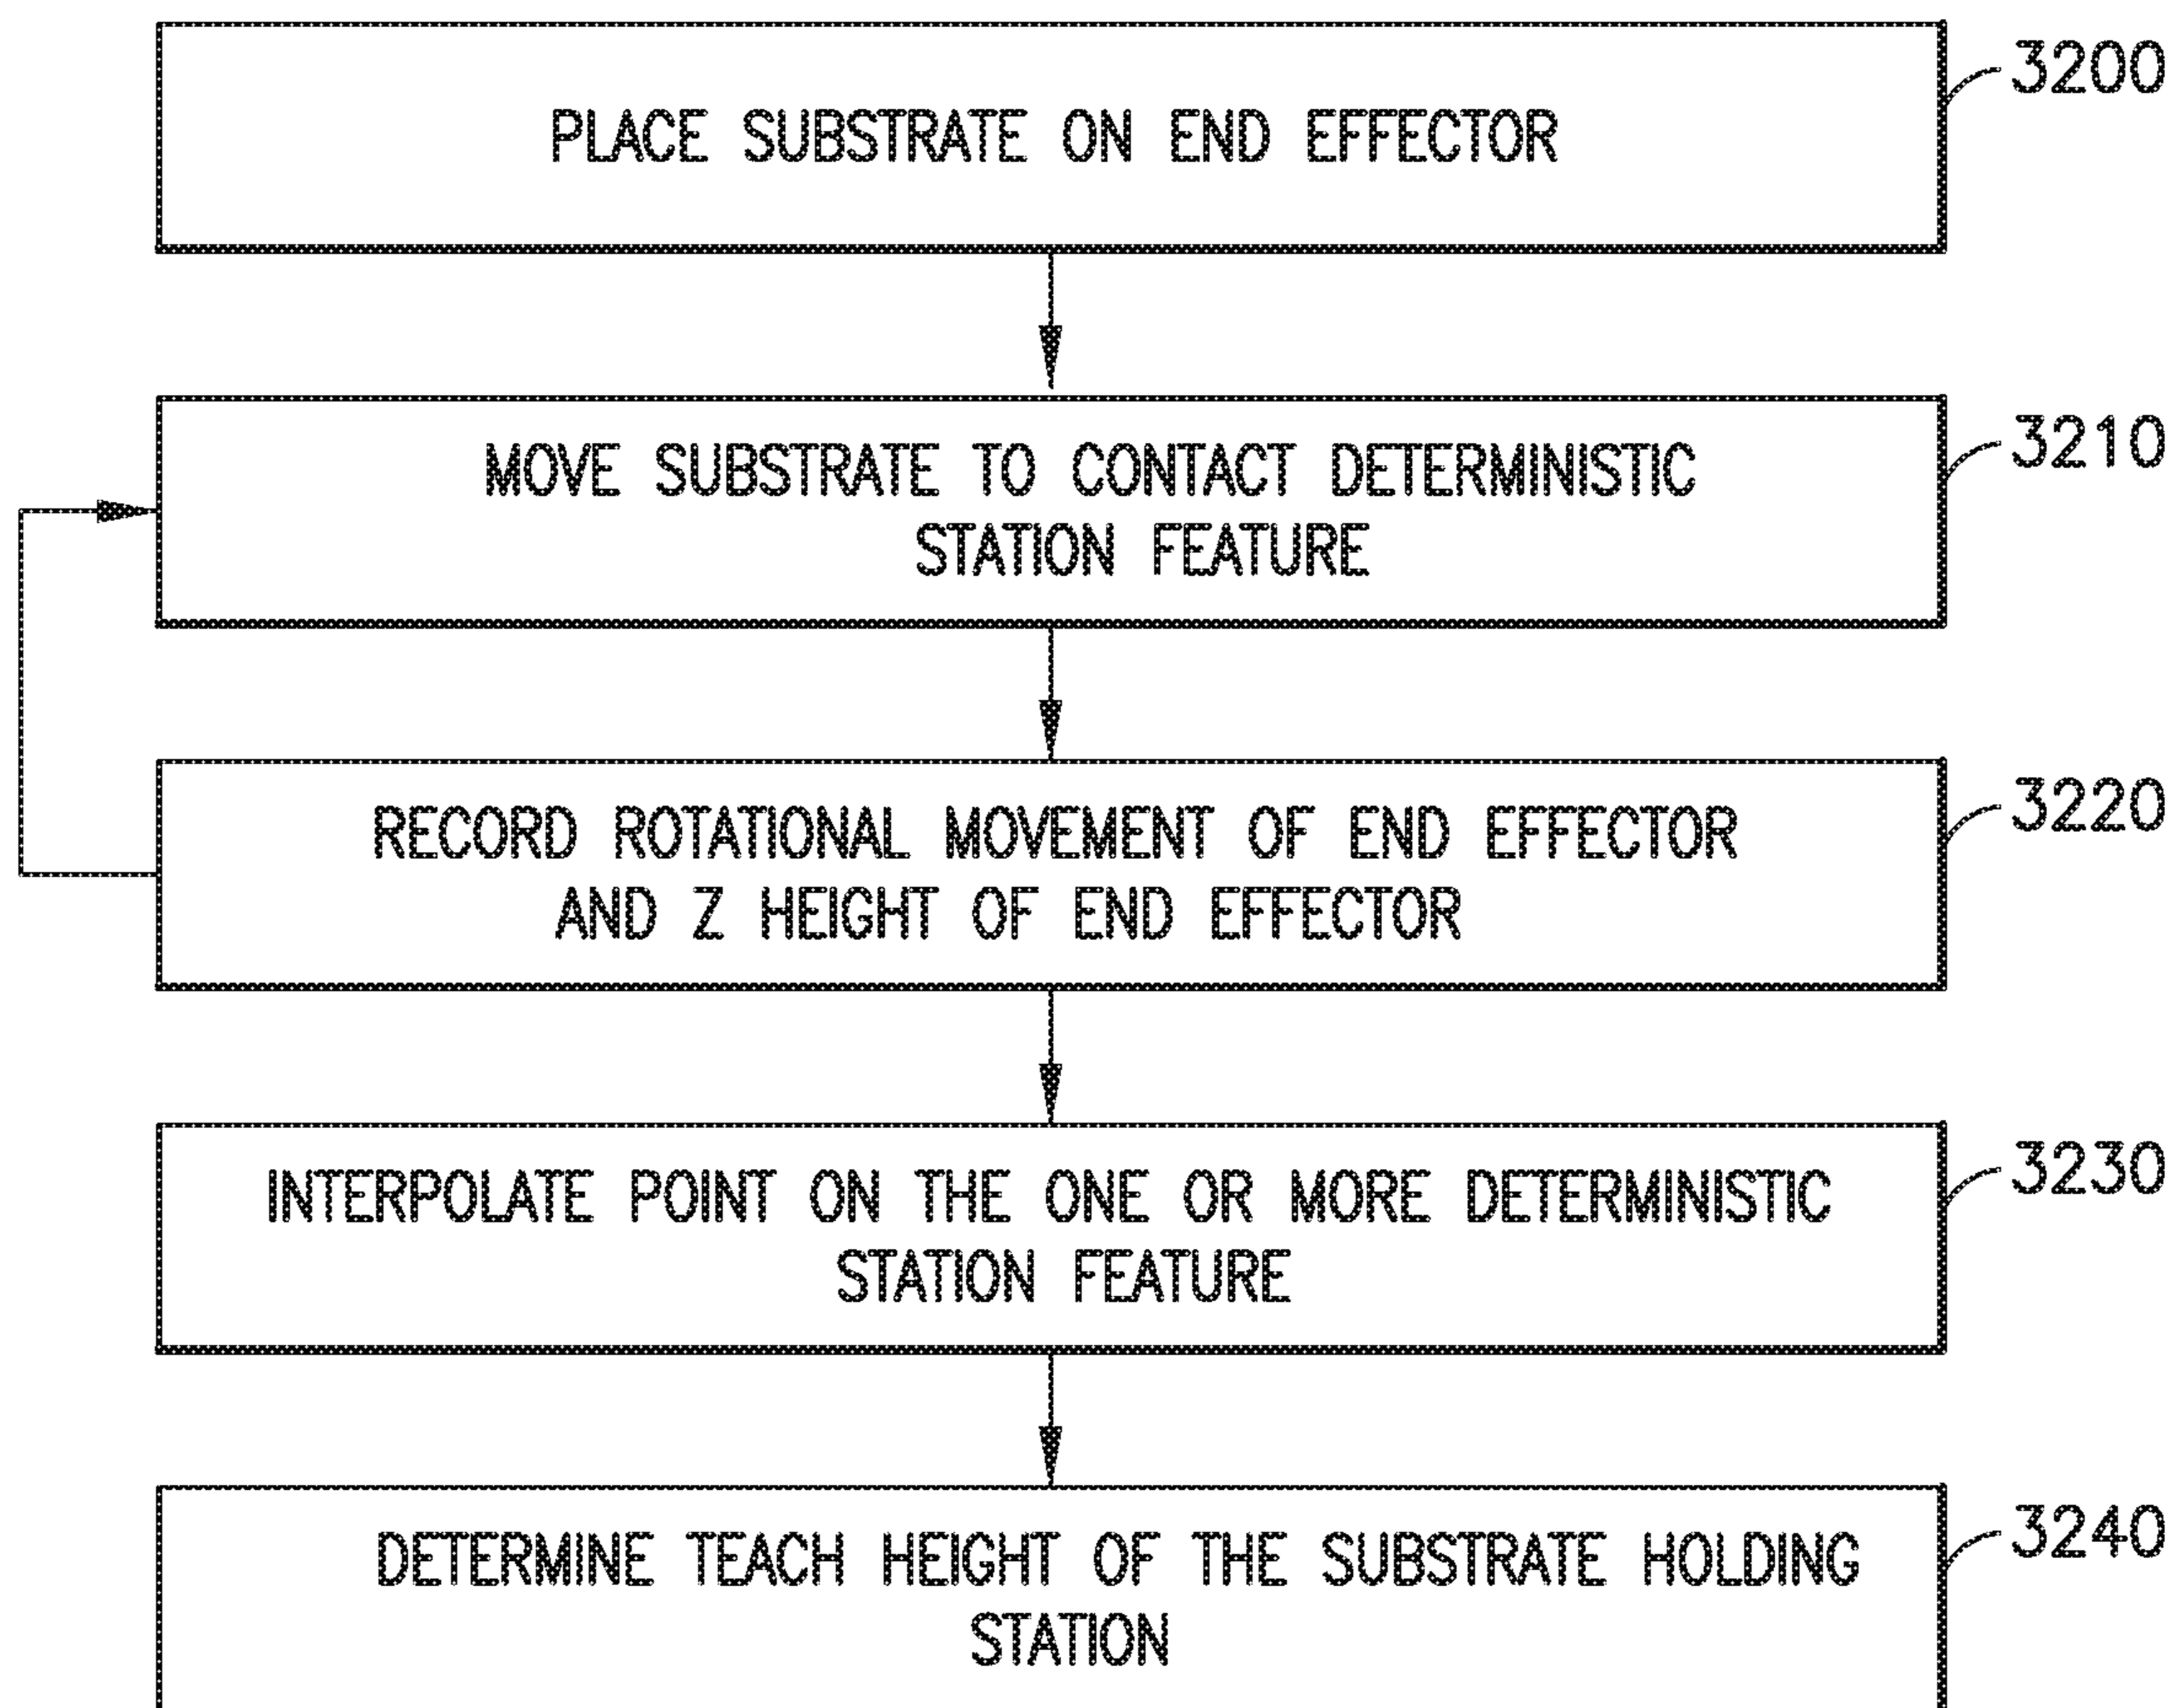 PLACE SUBSTRATE ON END EFFECTOR
3200
MOVE SUBSTRATE TO CONTACT DETERMINISTIC
STATION FEATURE
3210
RECORD ROTATIONAL MOVEMENT OF END EFFECTOR
AND Z HEIGHT OF END EFFECTOR
3220
INTERPOLATE POINT ON THE ONE OR MORE DETERMINISTIC
STATION FEATURE
3230
DETERMINE TEACH HEIGHT OF THE SUBSTRATE HOLDING
STATION
3240